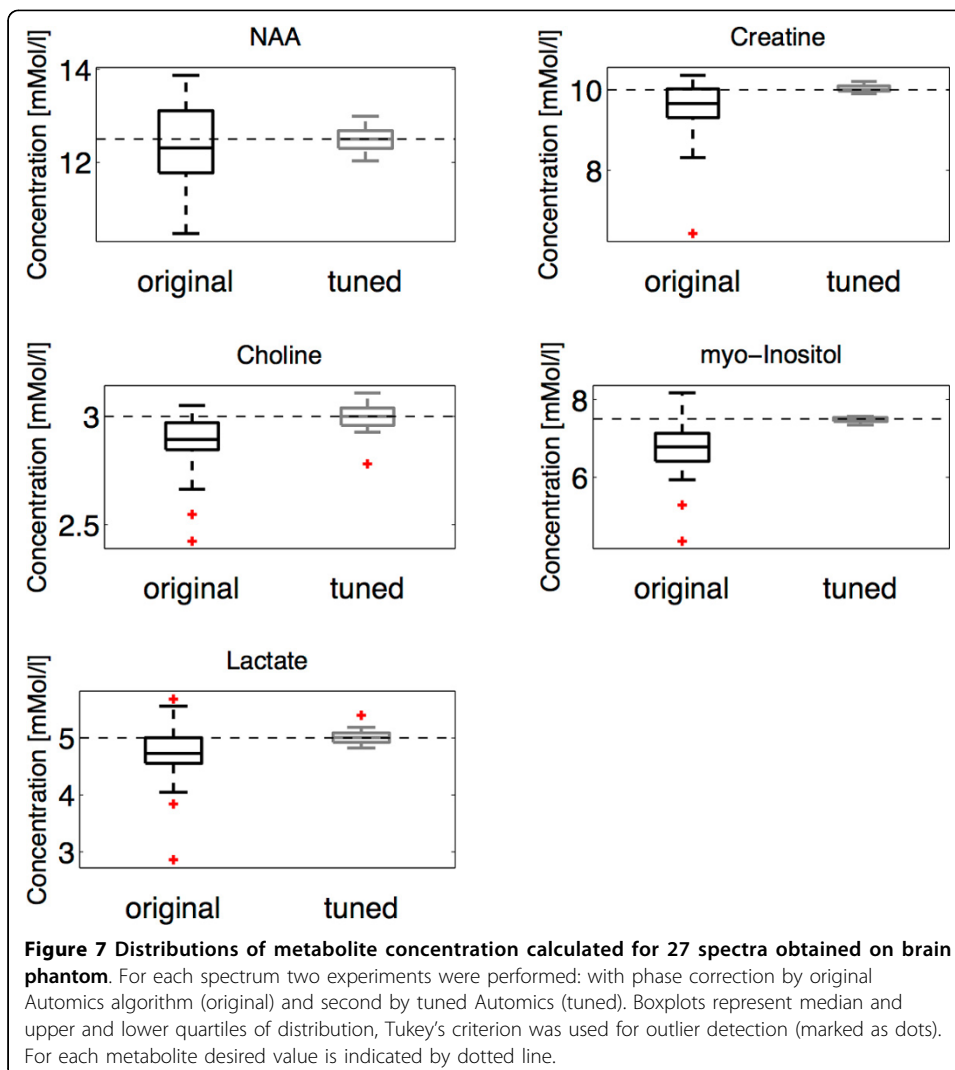 NAA
Concentration [mMol/l]
14
12
original tuned
Creatine
Concentration [mMol/l]
10
8
original tuned
Choline
Concentration [mMol/l]
3
2.5
original tuned
myo-Inositol
Concentration [mMol/l]
8
6
original tuned
Lactate
Concentration [mMol/l]
5
4
3
original tuned
Figure 7 Distributions of metabolite concentration calculated for 27 spectra obtained on brain
phantom. For each spectrum two experiments were performed: with phase correction by original
Automics algorithm (original) and second by tuned Automics (tuned). Boxplots represent median and
upper and lower quartiles of distribution, Tukey's criterion was used for outlier detection (marked as dots).
For each metabolite desired value is indicated by dotted line.